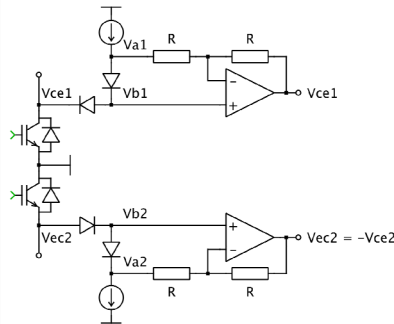 Va1
R
R
Vce1
Vb1
-
+
Vce1
Vb2
+
-
Vec2 = -Vce2
Vec2
Va2
R
R